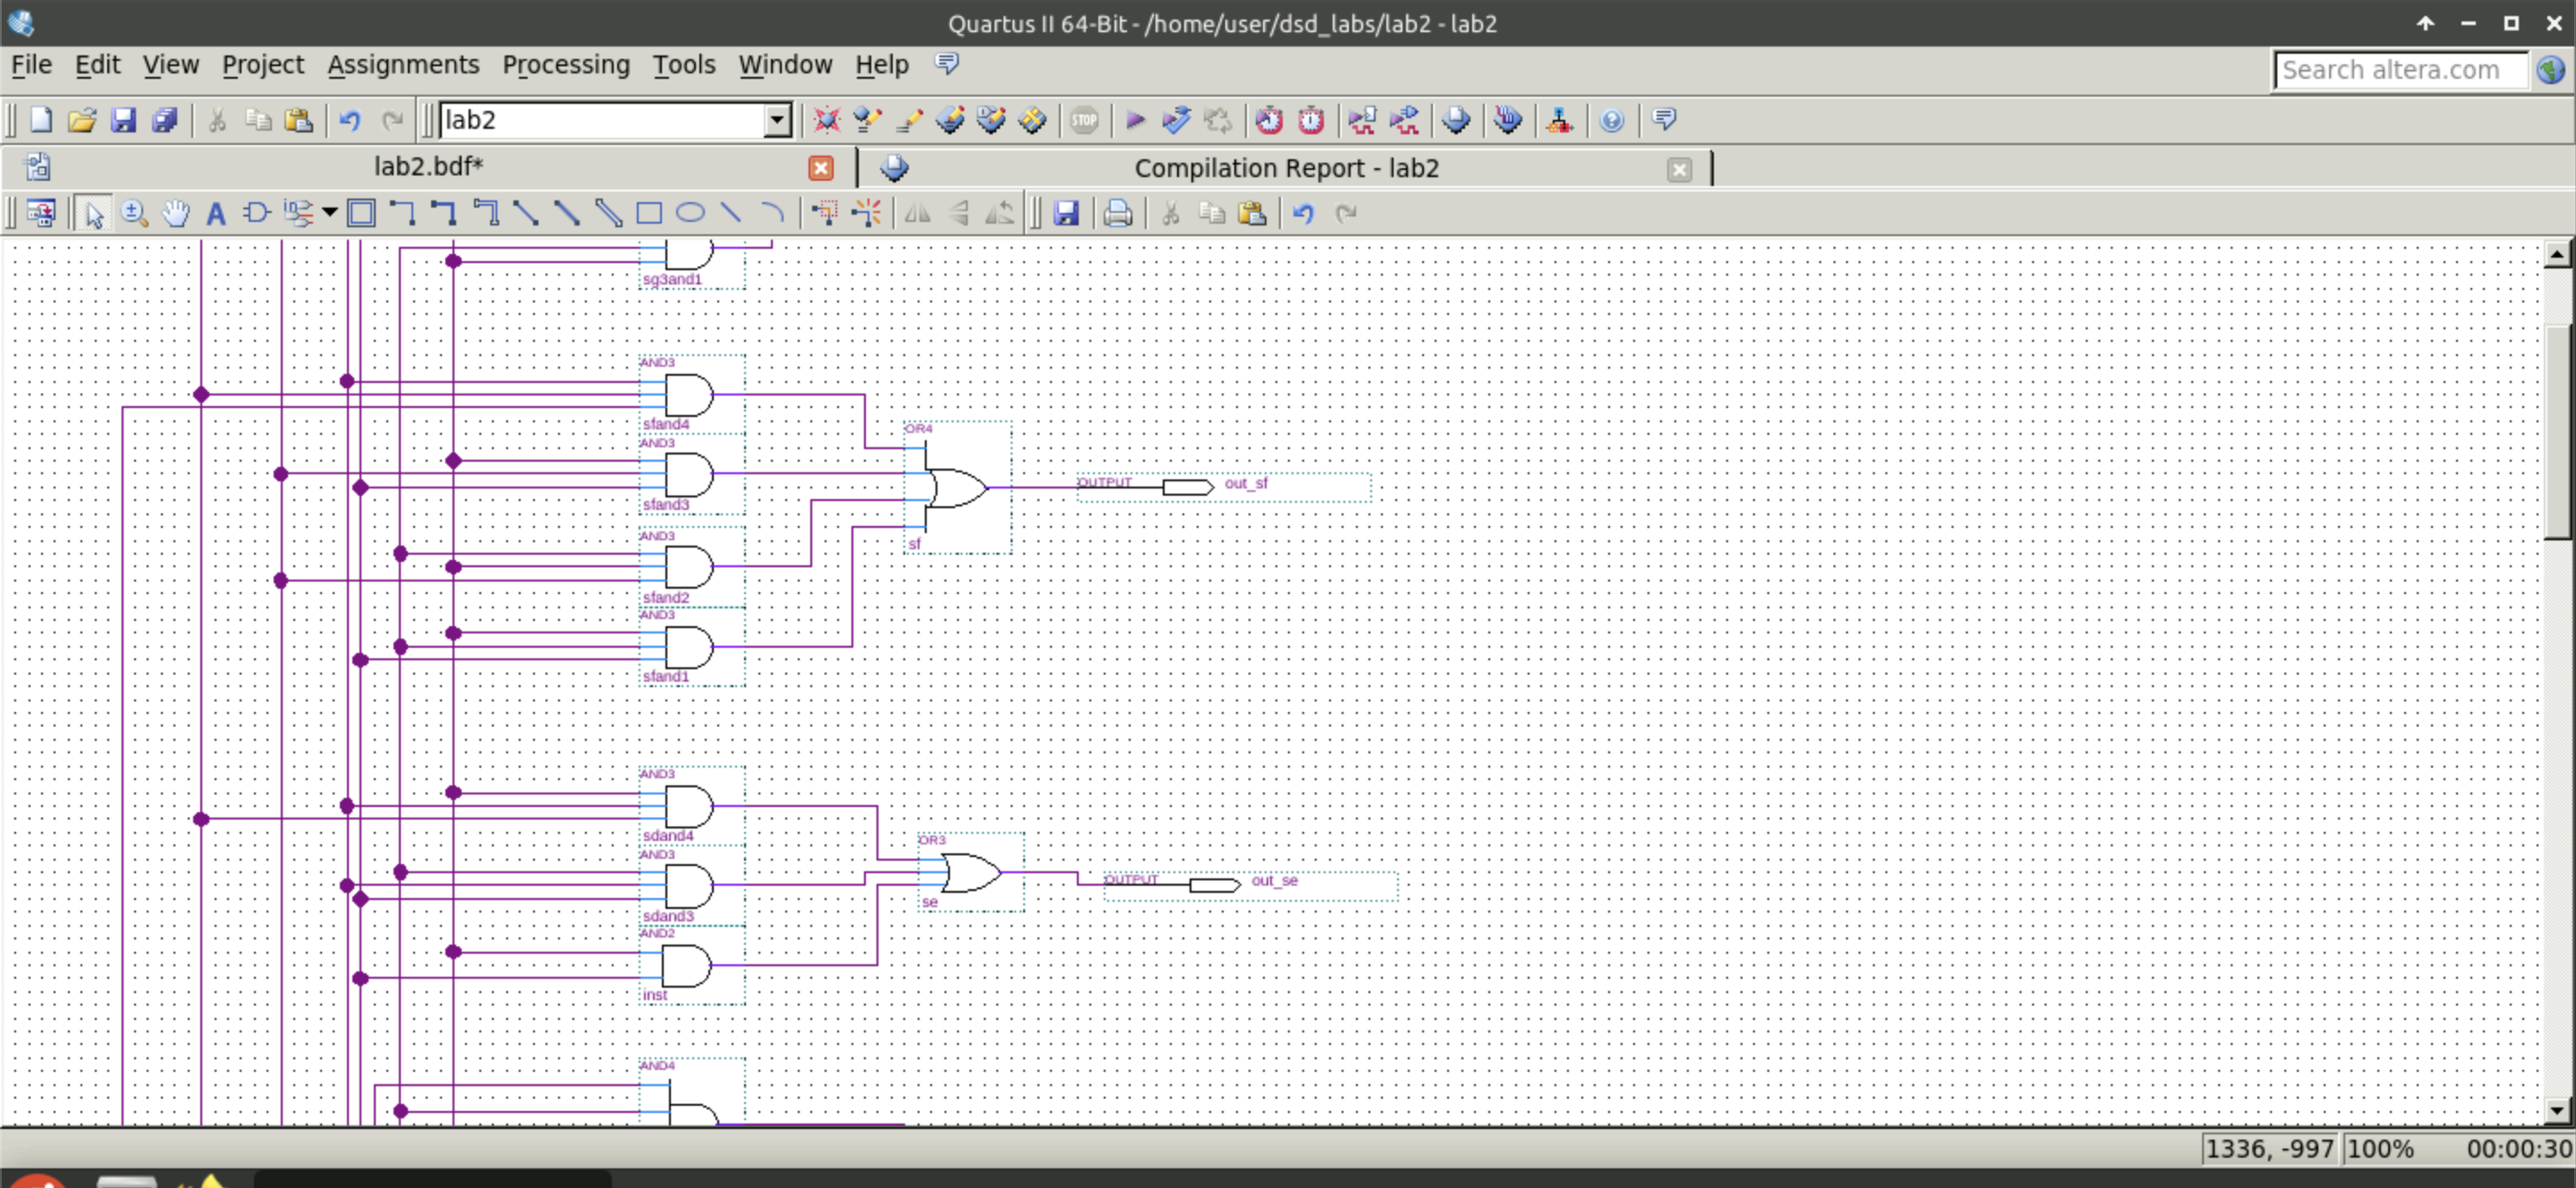 Quartus II 64-Bit - /home/user/dsd_labs/lab2 - lab2
File Edit View Project Assignments Processing Tools Window Help
Search altera.com
lab2
STOP
lab2.bdf*
Compilation Report - lab2
A
sg3and1
AND3
sfand4
AND3
sfand3
OR4
sf
OUTPUT
out_sf
AND3
sfand2
AND3
sfand1
AND3
sdand4
AND3
sdand3
OR3
se
OUTPUT
out_se
AND2
inst
AND4
1336, -997
100%
00:00:30